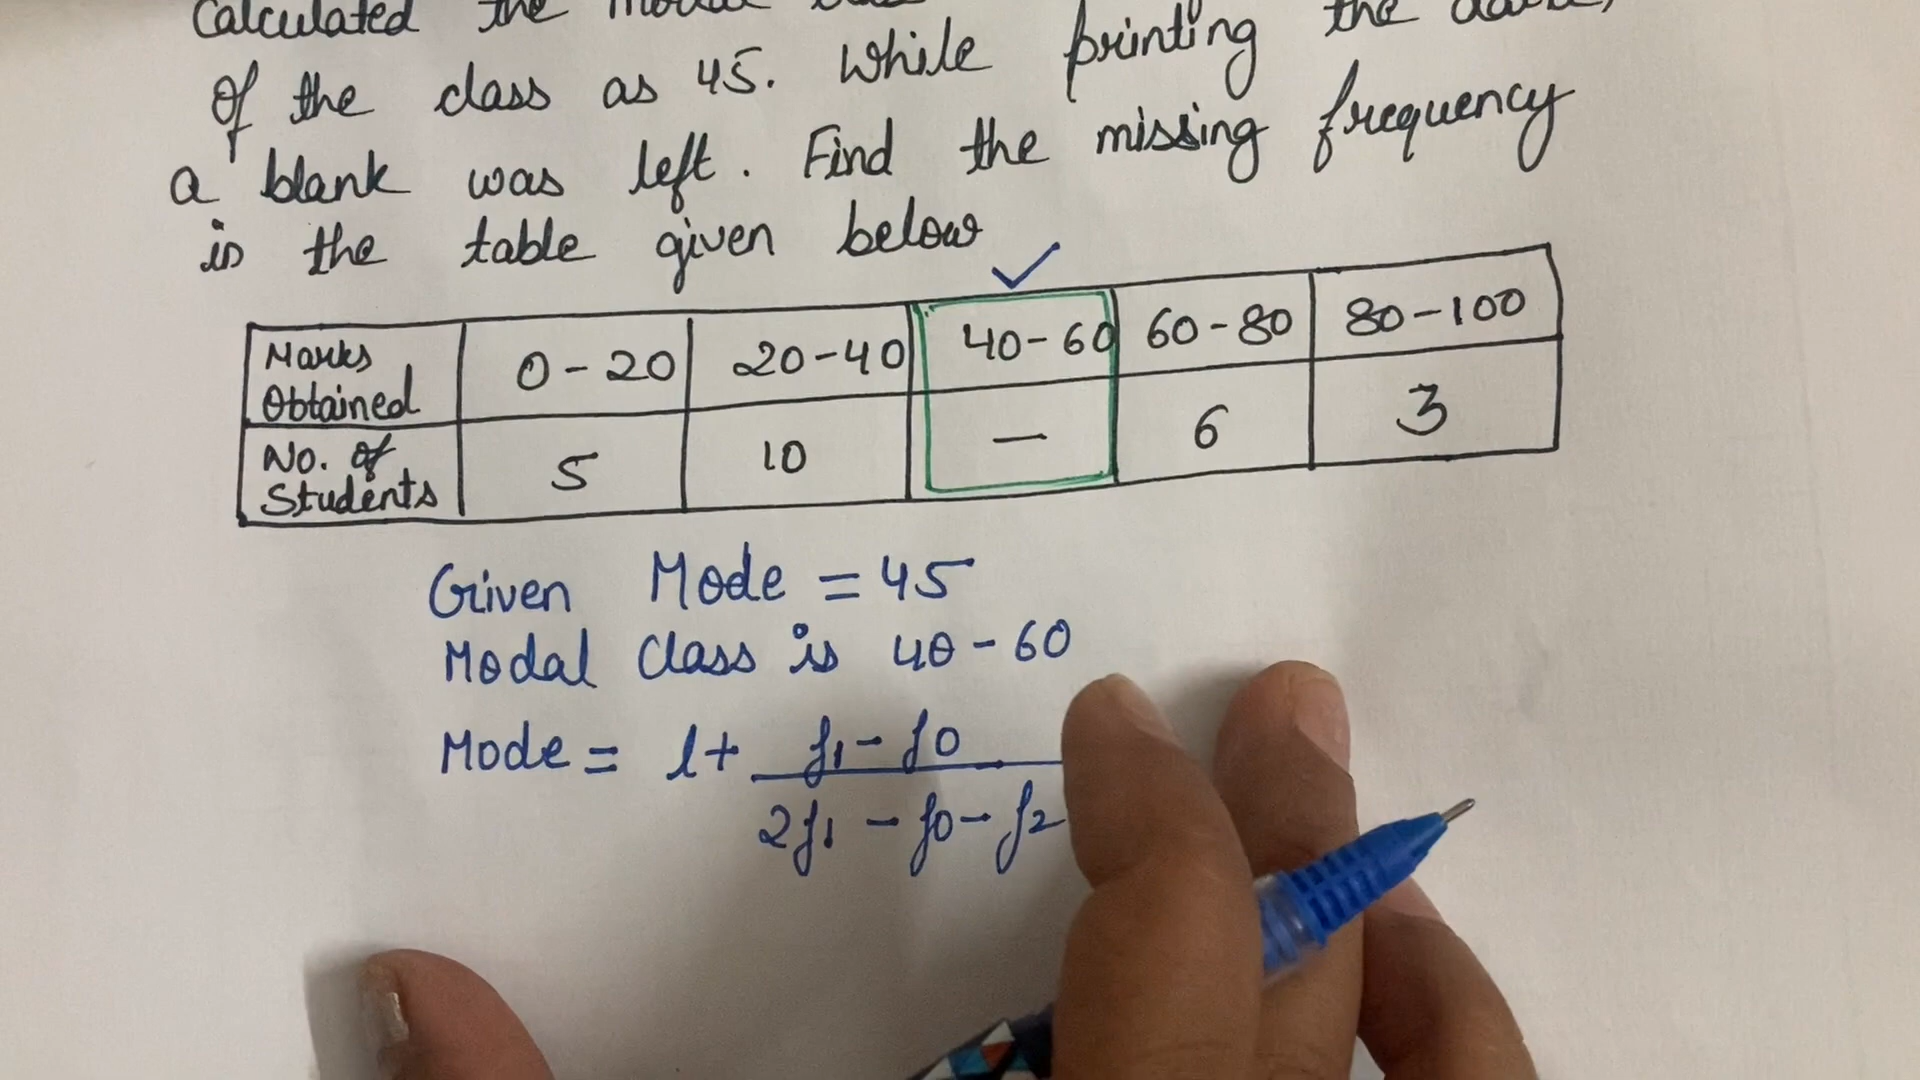 Calculated the
of the class as 45. While printing the
a blank was left. Find the missing frequency
is the table given below
Marks Obtained 0-20 20-40 40-60 60-80 80-100
No. of Students 5 10 — 6 3
Given Mode = 45
Modal Class is 40-60
Mode = l + f1 - f0
2f1 - f0 - f2